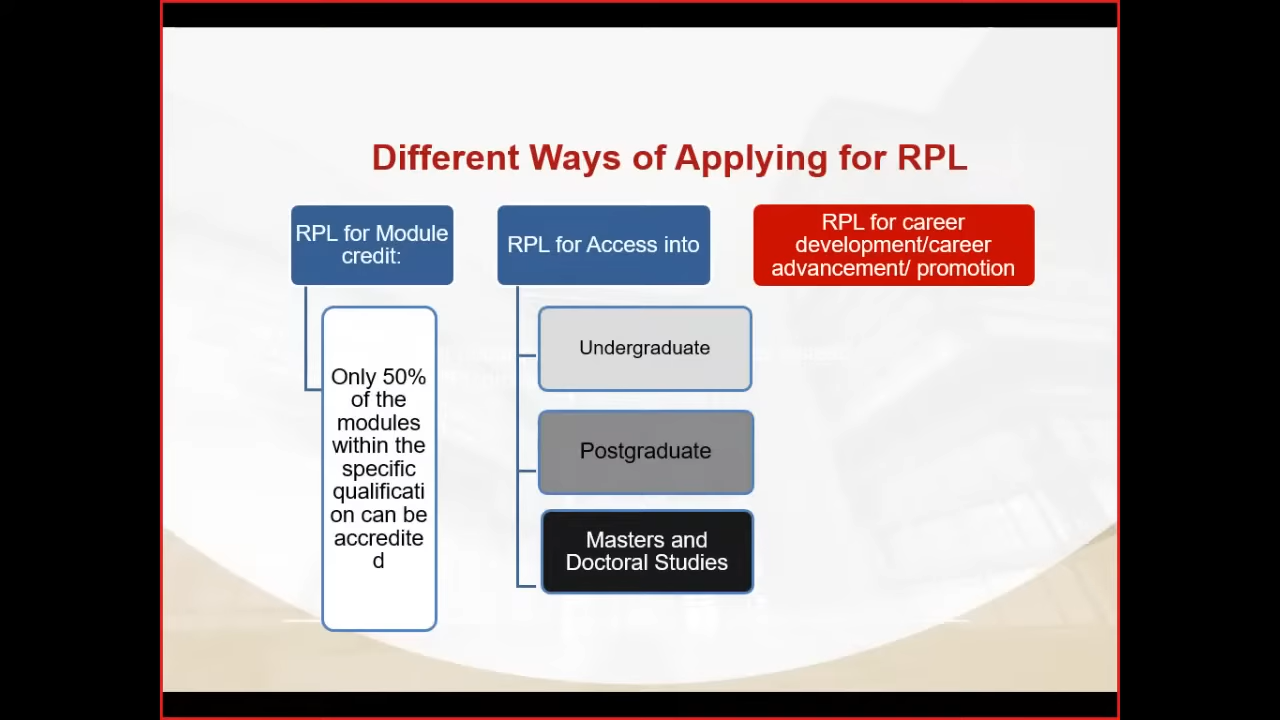 Different Ways of Applying for RPL
RPL for Module
credit:
Only 50%
of the
modules
within the
specific
qualificati
on can be
accredite
d
RPL for Access into
Undergraduate
Postgraduate
Masters and
Doctoral Studies
RPL for career
development/career
advancement/ promotion